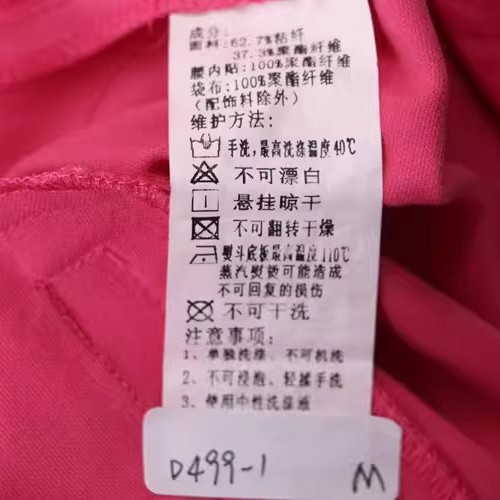 成分:
面料:62.7%粘纤
37.3%聚酯纤维
腰内贴:100%聚酯纤维
袋布:100%聚酯纤维
(配饰料除外)
维护方法:
手洗,最高洗涤温度40℃
不可漂白
悬挂晾干
不可翻转干燥
熨斗底板最高温度110℃
蒸汽熨烫可能造成
不可回复的损伤
不可干洗
注意事项:
1、单独洗涤、不可机洗
2、不可浸泡、轻揉手洗
3、使用中性洗涤液
D499-1 M